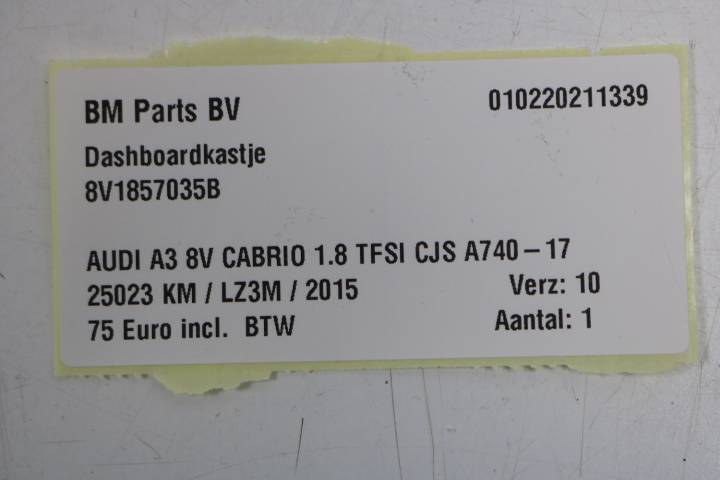 BM Parts BV 010220211339
Dashboardkastje
8V1857035B
AUDI A3 8V CABRIO 1.8 TFSI CJS A740 – 17
25023 KM / LZ3M / 2015 Verz: 10
75 Euro incl. BTW Aantal: 1